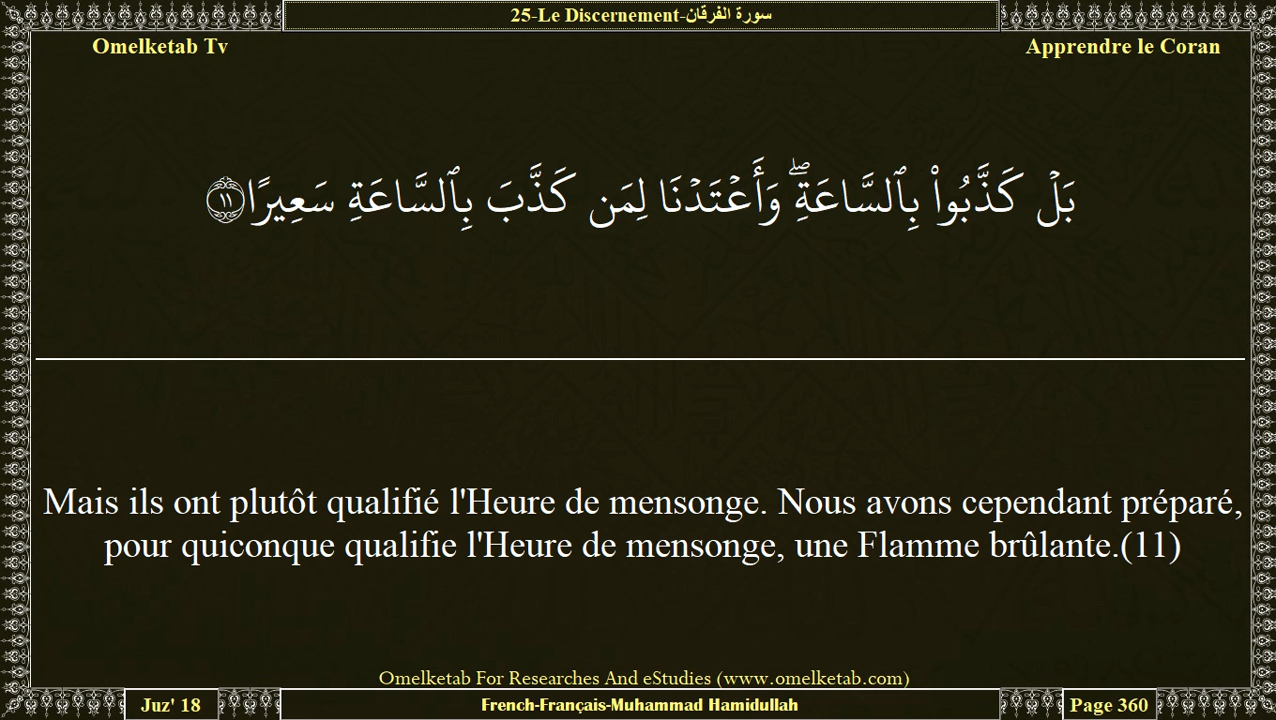 25-Le Discernement-سورة الفرقان
Omelketab Tv
Apprendre le Coran
بَلْ كَذَّبُوا۟ بِٱلسَّاعَةِ ۖ وَأَعْتَدْنَا لِمَن كَذَّبَ بِٱلسَّاعَةِ سَعِيرًا ١١
Mais ils ont plutôt qualifié l'Heure de mensonge. Nous avons cependant préparé,
pour quiconque qualifie l'Heure de mensonge, une Flamme brûlante.(11)
Omelketab For Researches And eStudies (www.omelketab.com)
Juz' 18
French-Français-Muhammad Hamidullah
Page 360